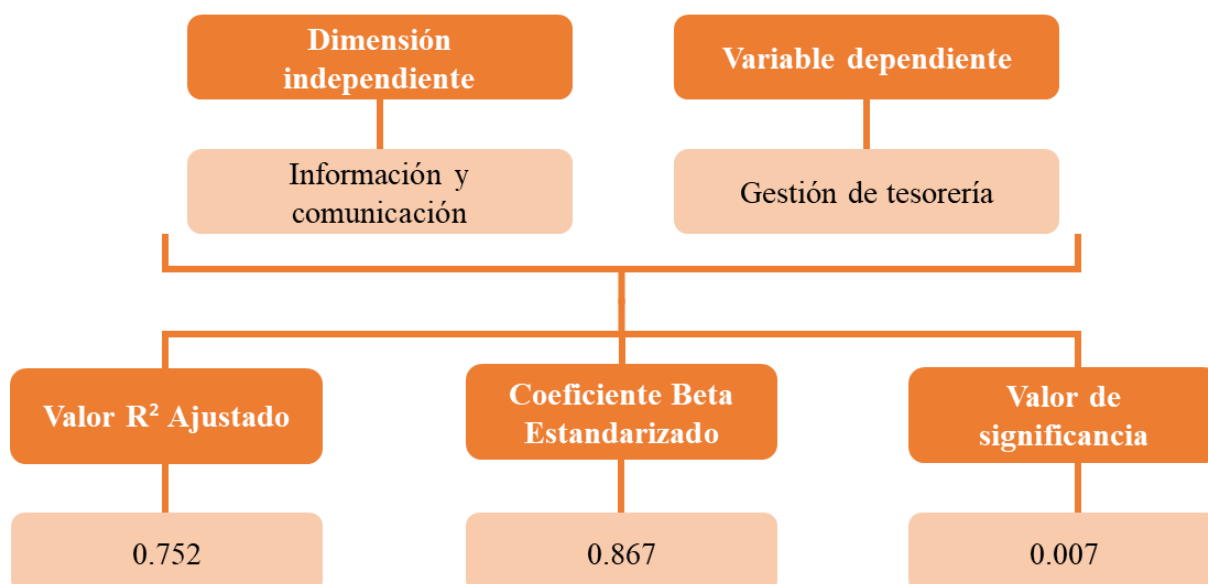 Dimensión
independiente
Variable dependiente
Información y
comunicación
Gestión de tesorería
Valor R² Ajustado
Coeficiente Beta
Estandarizado
Valor de
significancia
0.752
0.867
0.007